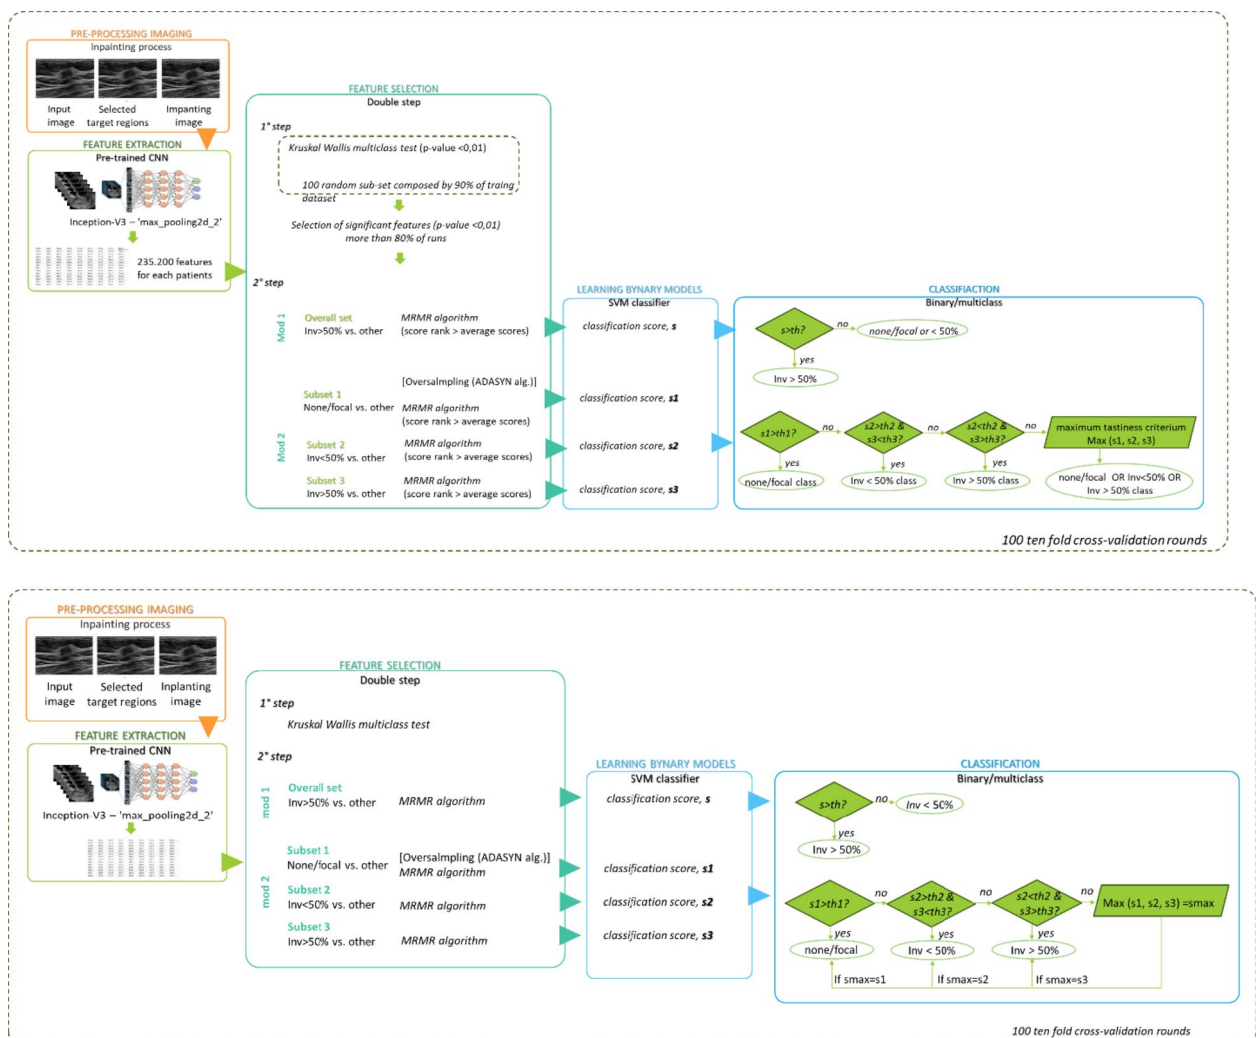 PRE-PROCESSING IMAGING
Inpainting process
Input
image
Selected
target regions
Impanting
image
FEATURE EXTRACTION
Pre-trained CNN
Inception-V3 – 'max_pooling2d_2'
235.200 features
for each patients
FEATURE SELECTION
Double step
1° step
Kruskal Wallis multiclass test (p-value <0,01)
100 random sub-set composed by 90% of traing
dataset
Selection of significant features (p-value <0,01)
more than 80% of runs
2° step
Mod 1
Overall set
Inv>50% vs. other
MRMR algorithm
(score rank > average scores)
Mod 2
[Oversalmpling (ADASYN alg.)]
Subset 1
None/focal vs. other
MRMR algorithm
(score rank > average scores)
Subset 2
Inv<50% vs. other
MRMR algorithm
(score rank > average scores)
Subset 3
Inv>50% vs. other
MRMR algorithm
(score rank > average scores)
LEARNING BYNARY MODELS
SVM classifier
classification score, s
classification score, s1
classification score, s2
classification score, s3
CLASSIFIACTION
Binary/multiclass
s>th?
no
none/focal or < 50%
yes
Inv > 50%
s1>th1?
no
s2>th2 &
s3<th3?
no
s2<th2 &
s3>th3?
no
maximum tastiness criterium
Max (s1, s2, s3)
yes
yes
yes
none/focal class
Inv < 50% class
Inv > 50% class
none/focal OR Inv<50% OR
Inv > 50% class
100 ten fold cross-validation rounds
PRE-PROCESSING IMAGING
Inpainting process
Input
image
Selected
target regions
Inplanting
image
FEATURE EXTRACTION
Pre-trained CNN
Inception-V3 – 'max_pooling2d_2'
FEATURE SELECTION
Double step
1° step
Kruskal Wallis multiclass test
2° step
mod 1
Overall set
Inv>50% vs. other
MRMR algorithm
mod 2
Subset 1
None/focal vs. other
[Oversalmpling (ADASYN alg.)]
MRMR algorithm
Subset 2
Inv<50% vs. other
MRMR algorithm
Subset 3
Inv>50% vs. other
MRMR algorithm
LEARNING BYNARY MODELS
SVM classifier
classification score, s
classification score, s1
classification score, s2
classification score, s3
CLASSIFICATION
Binary/multiclass
s>th?
no
Inv < 50%
yes
Inv > 50%
s1>th1?
no
s2>th2 &
s3<th3?
no
s2<th2 &
s3>th3?
no
Max (s1, s2, s3) =smax
yes
yes
yes
none/focal
Inv < 50%
Inv > 50%
If smax=s1
If smax=s2
If smax=s3
100 ten fold cross-validation rounds